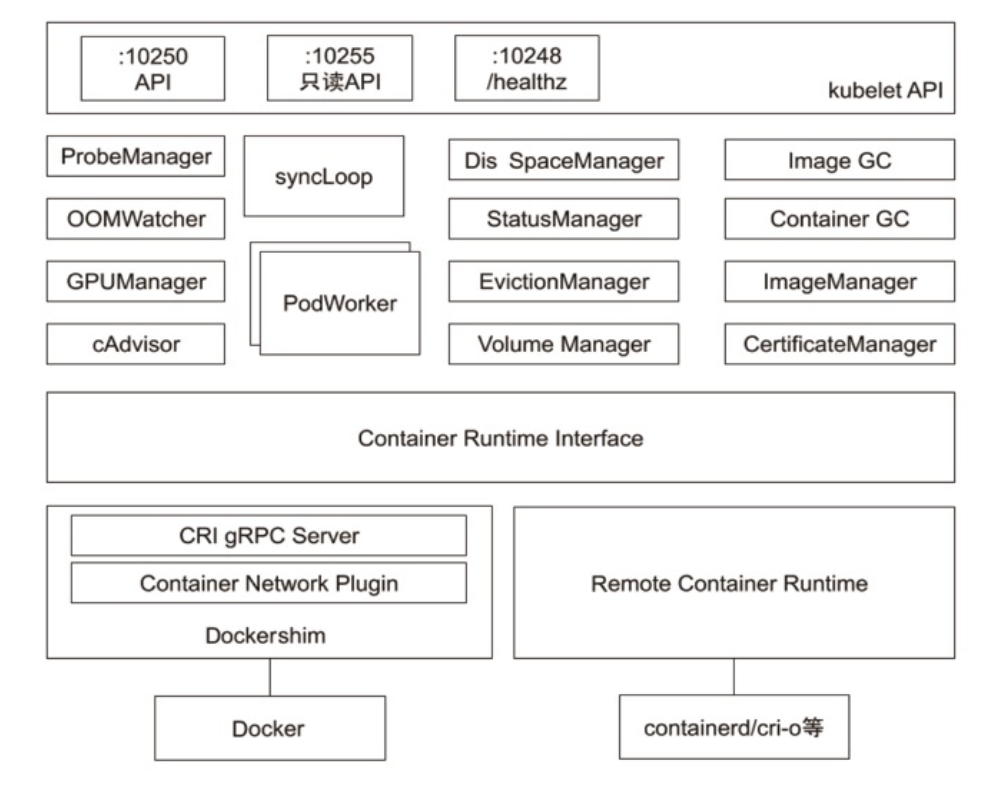 :10250
API
:10255
只读API
:10248
/healthz
kubelet API
ProbeManager
syncLoop
Dis SpaceManager
Image GC
OOMWatcher
StatusManager
Container GC
GPUManager
PodWorker
EvictionManager
ImageManager
cAdvisor
Volume Manager
CertificateManager
Container Runtime Interface
CRI gRPC Server
Container Network Plugin
Dockershim
Remote Container Runtime
Docker
containerd/cri-o等